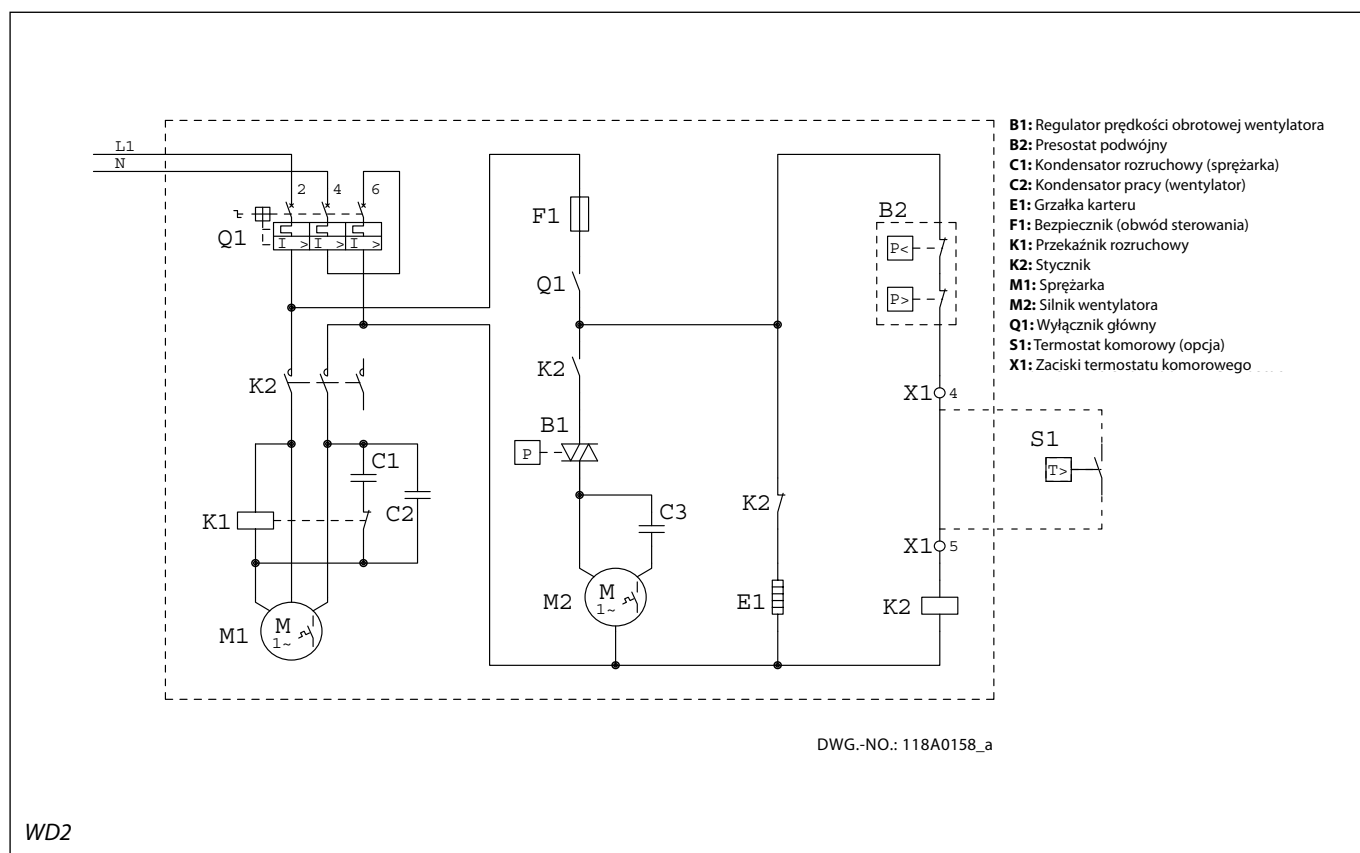 L1
N
2 4 6
Q1
I > I > I >
K2
K1
C1
C2
M1
M
1~
F1
Q1
K2
B1
P
C3
M2
M
1~
K2
E1
B2
P<
P>
X1 4
S1
T>
X1 5
K2
B1: Regulator prędkości obrotowej wentylatora
B2: Presostat podwójny
C1: Kondensator rozruchowy (sprężarka)
C2: Kondensator pracy (wentylator)
E1: Grzałka karteru
F1: Bezpiecznik (obwód sterowania)
K1: Przekaźnik rozruchowy
K2: Stycznik
M1: Sprężarka
M2: Silnik wentylatora
Q1: Wyłącznik główny
S1: Termostat komorowy (opcja)
X1: Zaciski termostatu komorowego
DWG.-NO.: 118A0158_a
WD2